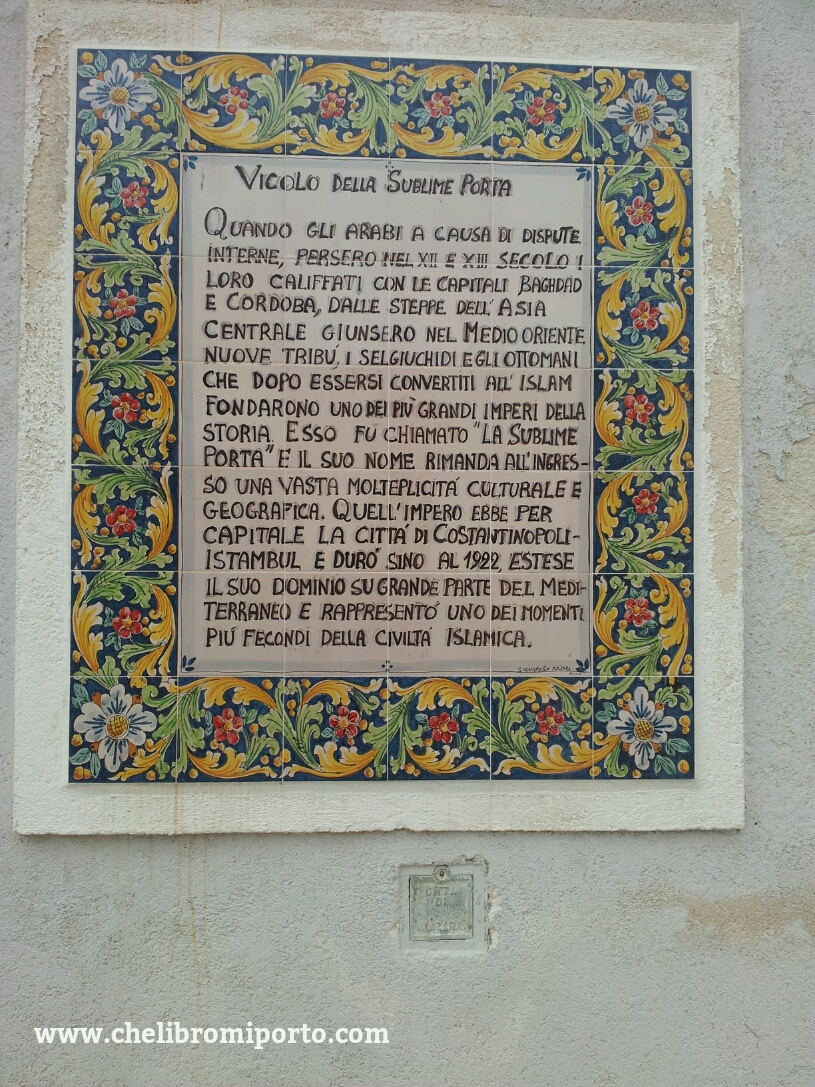 VICOLO DELLA SUBLIME PORTA
QUANDO GLI ARABI A CAUSA DI DISPUTE
INTERNE, PERSERO NEL XII E XIII SECOLO I
LORO CALIFFATI CON LE CAPITALI BAGHDAD
E CORDOBA, DALLE STEPPE DELL'ASIA
CENTRALE GIUNSERO NEL MEDIO ORIENTE
NUOVE TRIBÚ, I SELGIUCHIDI E GLI OTTOMANI
CHE DOPO ESSERSI CONVERTITI ALL'ISLAM
FONDARONO UNO DEI PIÙ GRANDI IMPERI DELLA
STORIA. ESSO FU CHIAMATO "LA SUBLIME
PORTA" E IL SUO NOME RIMANDA ALL'INGRES-
SO UNA VASTA MOLTEPLICITÁ CULTURALE E
GEOGRAFICA. QUELL'IMPERO EBBE PER
CAPITALE LA CITTÁ DI COSTANTINOPOLI-
ISTAMBUL E DURÓ SINO AL 1922, ESTESE
IL SUO DOMINIO SU GRANDE PARTE DEL MEDI-
TERRANEO E RAPPRESENTÓ UNO DEI MOMENTI
PIÚ FECONDI DELLA CIVILTÁ ISLAMICA.
www.chelibromiporto.com